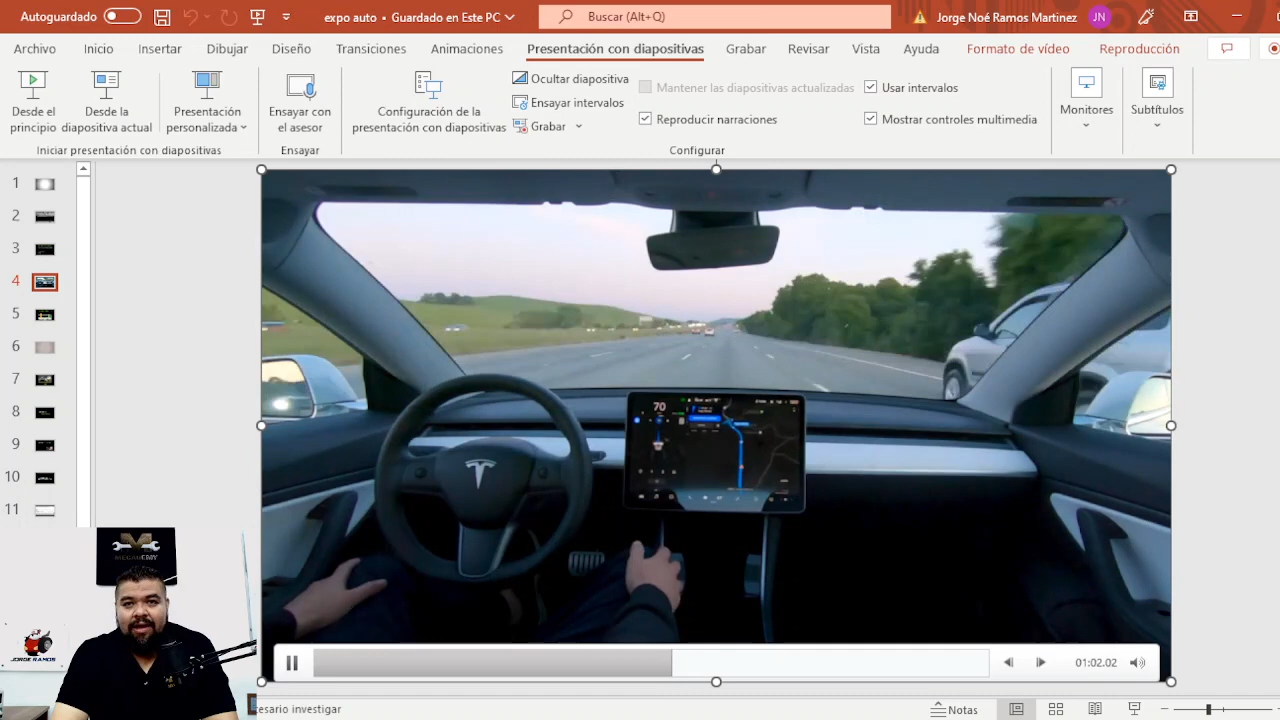 Autoguardado
expo auto • Guardado en Este PC
Buscar (Alt+Q)
Jorge Noé Ramos Martinez
JN
Archivo Inicio Insertar Dibujar Diseño Transiciones Animaciones Presentación con diapositivas Grabar Revisar Vista Ayuda Formato de vídeo Reproducción
Desde el principio
Desde la diapositiva actual
Presentación personalizada
Iniciar presentación con diapositivas
Ensayar con el asesor
Ensayar
Configuración de la presentación con diapositivas
Ocultar diapositiva
Ensayar intervalos
Grabar
Mantener las diapositivas actualizadas
Reproducir narraciones
Usar intervalos
Mostrar controles multimedia
Configurar
Monitores
Subtítulos
1
2
3
4
5
6
7
8
9
10
11
70
JORGE RAMOS
01:02.02
cesario investigar
Notas